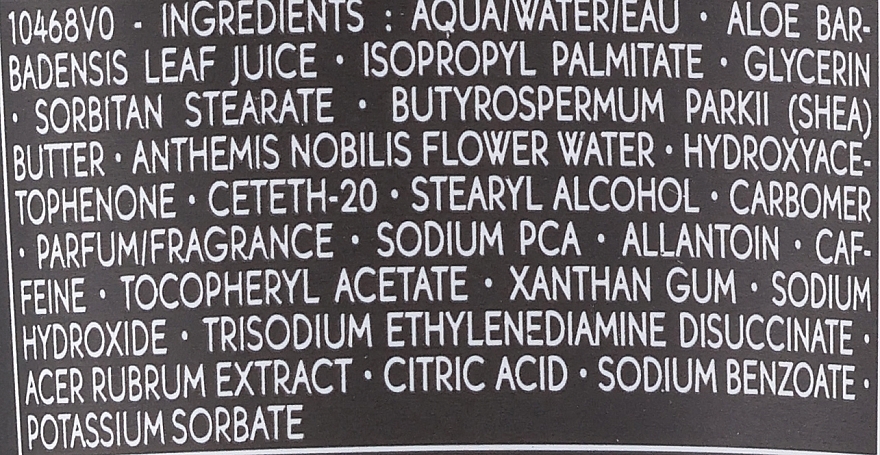 10468V0 - INGREDIENTS : AQUA/WATER/EAU · ALOE BAR-
BADENSIS LEAF JUICE · ISOPROPYL PALMITATE · GLYCERIN
· SORBITAN STEARATE · BUTYROSPERMUM PARKII (SHEA)
BUTTER · ANTHEMIS NOBILIS FLOWER WATER · HYDROXYACE-
TOPHENONE · CETETH-20 · STEARYL ALCOHOL · CARBOMER
· PARFUM/FRAGRANCE · SODIUM PCA · ALLANTOIN · CAF-
FEINE · TOCOPHERYL ACETATE · XANTHAN GUM · SODIUM
HYDROXIDE · TRISODIUM ETHYLENEDIAMINE DISUCCINATE ·
ACER RUBRUM EXTRACT · CITRIC ACID · SODIUM BENZOATE ·
POTASSIUM SORBATE